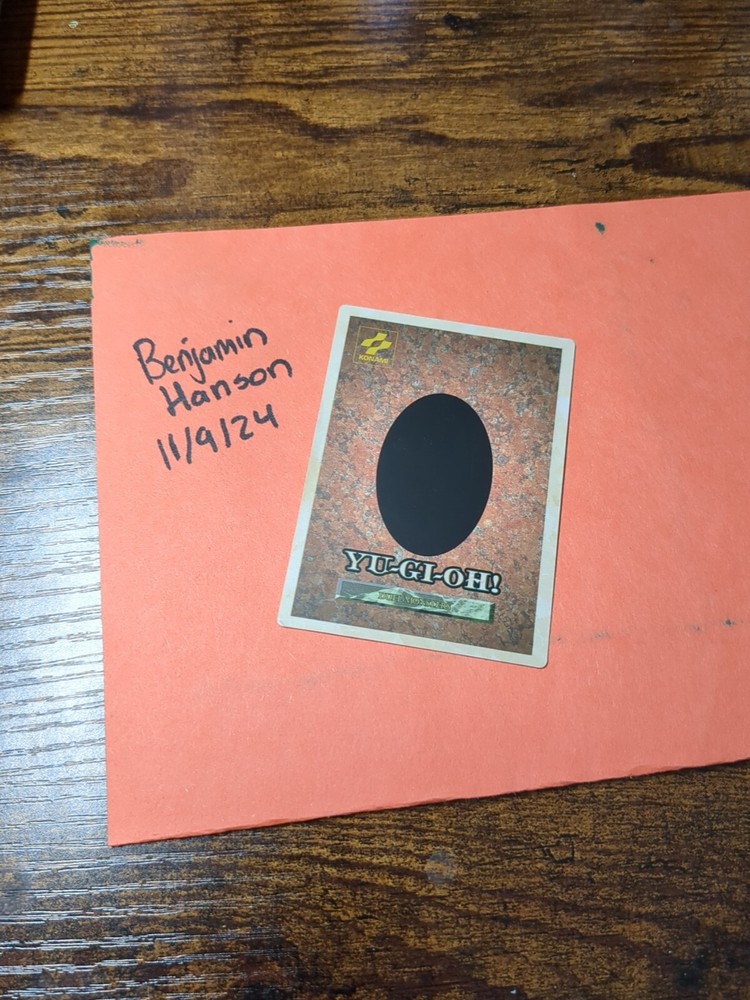 Benjamin
Hanson
11/9/24
KONAMI
YU-GI-OH!